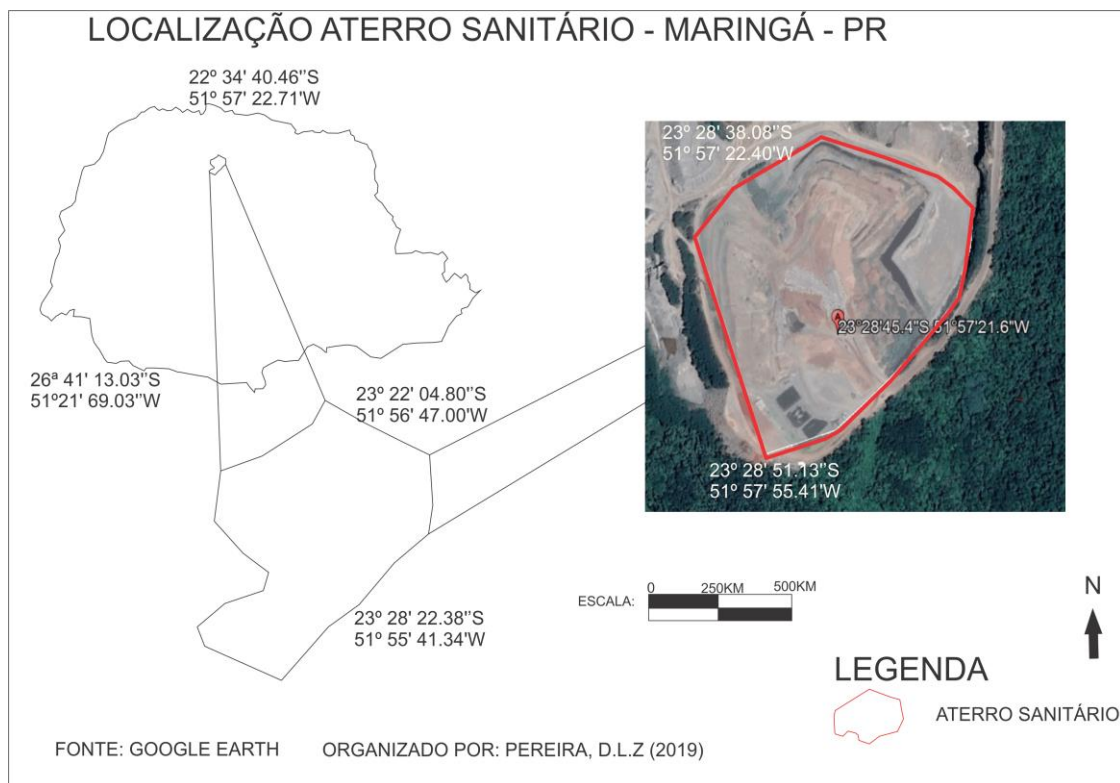 LOCALIZAÇÃO ATERRO SANITÁRIO - MARINGÁ - PR
22º 34' 40.46''S
51º 57' 22.71'W
23º 28' 38.08''S
51º 57' 22.40'W
A
23°28'45.4"S 51°57'21.6"W
26ª 41' 13.03''S
51º21' 69.03''W
23º 22' 04.80''S
51º 56' 47.00'W
23º 28' 51.13''S
51º 57' 55.41'W
23º 28' 22.38''S
51º 55' 41.34'W
ESCALA:
0 250KM 500KM
N
LEGENDA
ATERRO SANITÁRIO
FONTE: GOOGLE EARTH ORGANIZADO POR: PEREIRA, D.L.Z (2019)